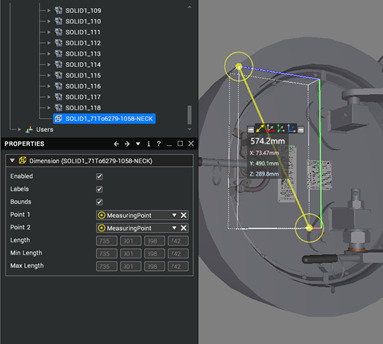 SOLID1_109
SOLID1_110
SOLID1_111
SOLID1_112
SOLID1_113
SOLID1_114
SOLID1_115
SOLID1_116
SOLID1_117
SOLID1_118
SOLID1_71To6279-1058-NECK
Users
PROPERTIES
Dimension (SOLID1_71To6279-1058-NECK)
Enabled
Labels
Bounds
Point 1 MeasuringPoint
Point 2 MeasuringPoint
Length
Min Length
Max Length
574.2mm
X: 73.47mm
Y: 490.1mm
Z: 289.8mm